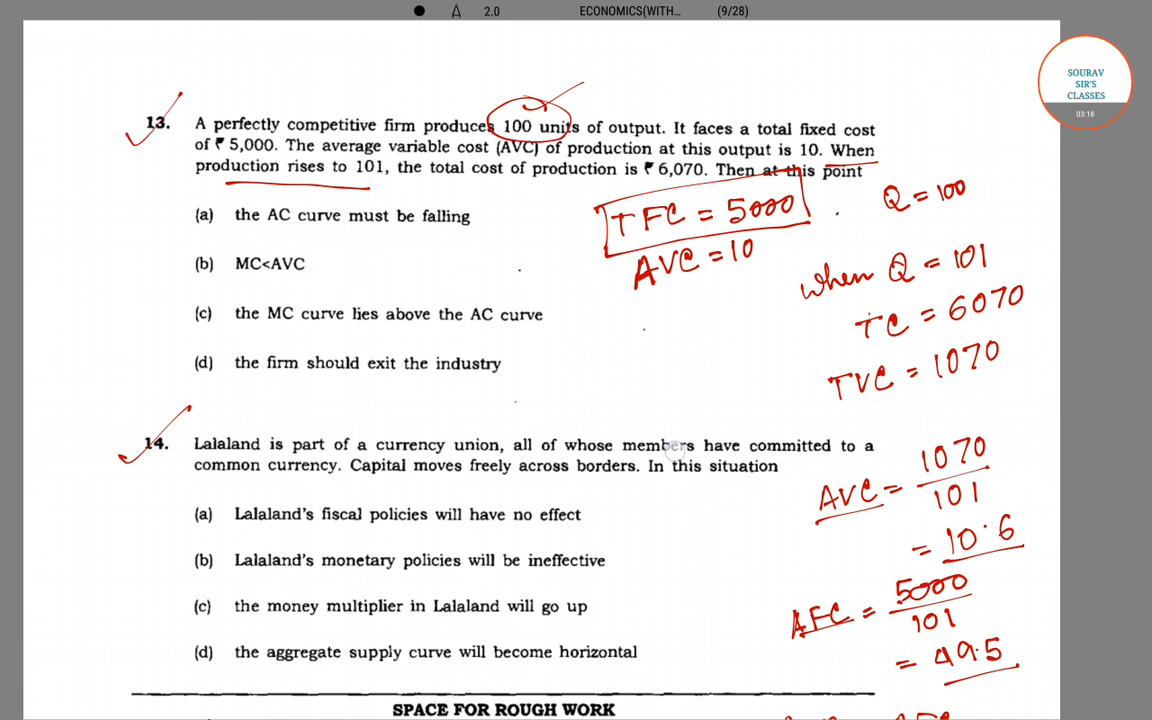 2.0 ECONOMICS(WITH... (9/28)
SOURAV
SIR'S
CLASSES
03:18
13. A perfectly competitive firm produces 100 units of output. It faces a total fixed cost
of ₹ 5,000. The average variable cost (AVC) of production at this output is 10. When
production rises to 101, the total cost of production is ₹ 6,070. Then at this point
(a) the AC curve must be falling
(b) MC<AVC
(c) the MC curve lies above the AC curve
(d) the firm should exit the industry
TFC = 5000
AVC = 10
Q = 100
when Q = 101
TC = 6070
TVC = 1070
AVC = 1070
101
= 10.6
AFC = 5000
101
= 49.5
14. Lalaland is part of a currency union, all of whose members have committed to a
common currency. Capital moves freely across borders. In this situation
(a) Lalaland's fiscal policies will have no effect
(b) Lalaland's monetary policies will be ineffective
(c) the money multiplier in Lalaland will go up
(d) the aggregate supply curve will become horizontal
SPACE FOR ROUGH WORK